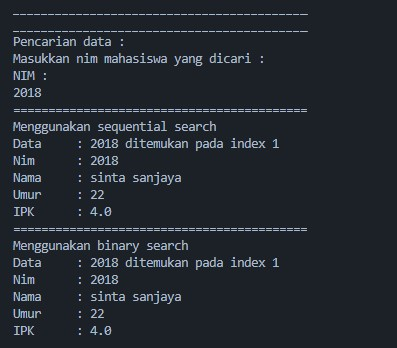 ------------------------------------------
------------------------------------------
Pencarian data :
Masukkan nim mahasiswa yang dicari :
NIM :
2018
==========================================
Menggunakan sequential search
Data     : 2018 ditemukan pada index 1
Nim      : 2018
Nama     : sinta sanjaya
Umur     : 22
IPK      : 4.0
==========================================
Menggunakan binary search
Data     : 2018 ditemukan pada index 1
Nim      : 2018
Nama     : sinta sanjaya
Umur     : 22
IPK      : 4.0